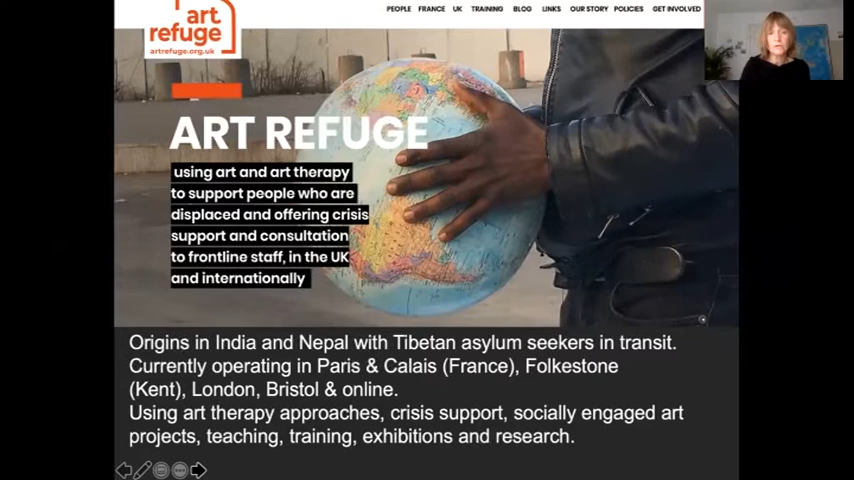 art
refuge
artrefuge.org.uk
PEOPLE FRANCE UK TRAINING BLOG LINKS OUR STORY POLICIES GET INVOLVED
ART REFUGE
using art and art therapy
to support people who are
displaced and offering crisis
support and consultation
to frontline staff, in the UK
and internationally
Origins in India and Nepal with Tibetan asylum seekers in transit.
Currently operating in Paris & Calais (France), Folkestone
(Kent), London, Bristol & online.
Using art therapy approaches, crisis support, socially engaged art
projects, teaching, training, exhibitions and research.